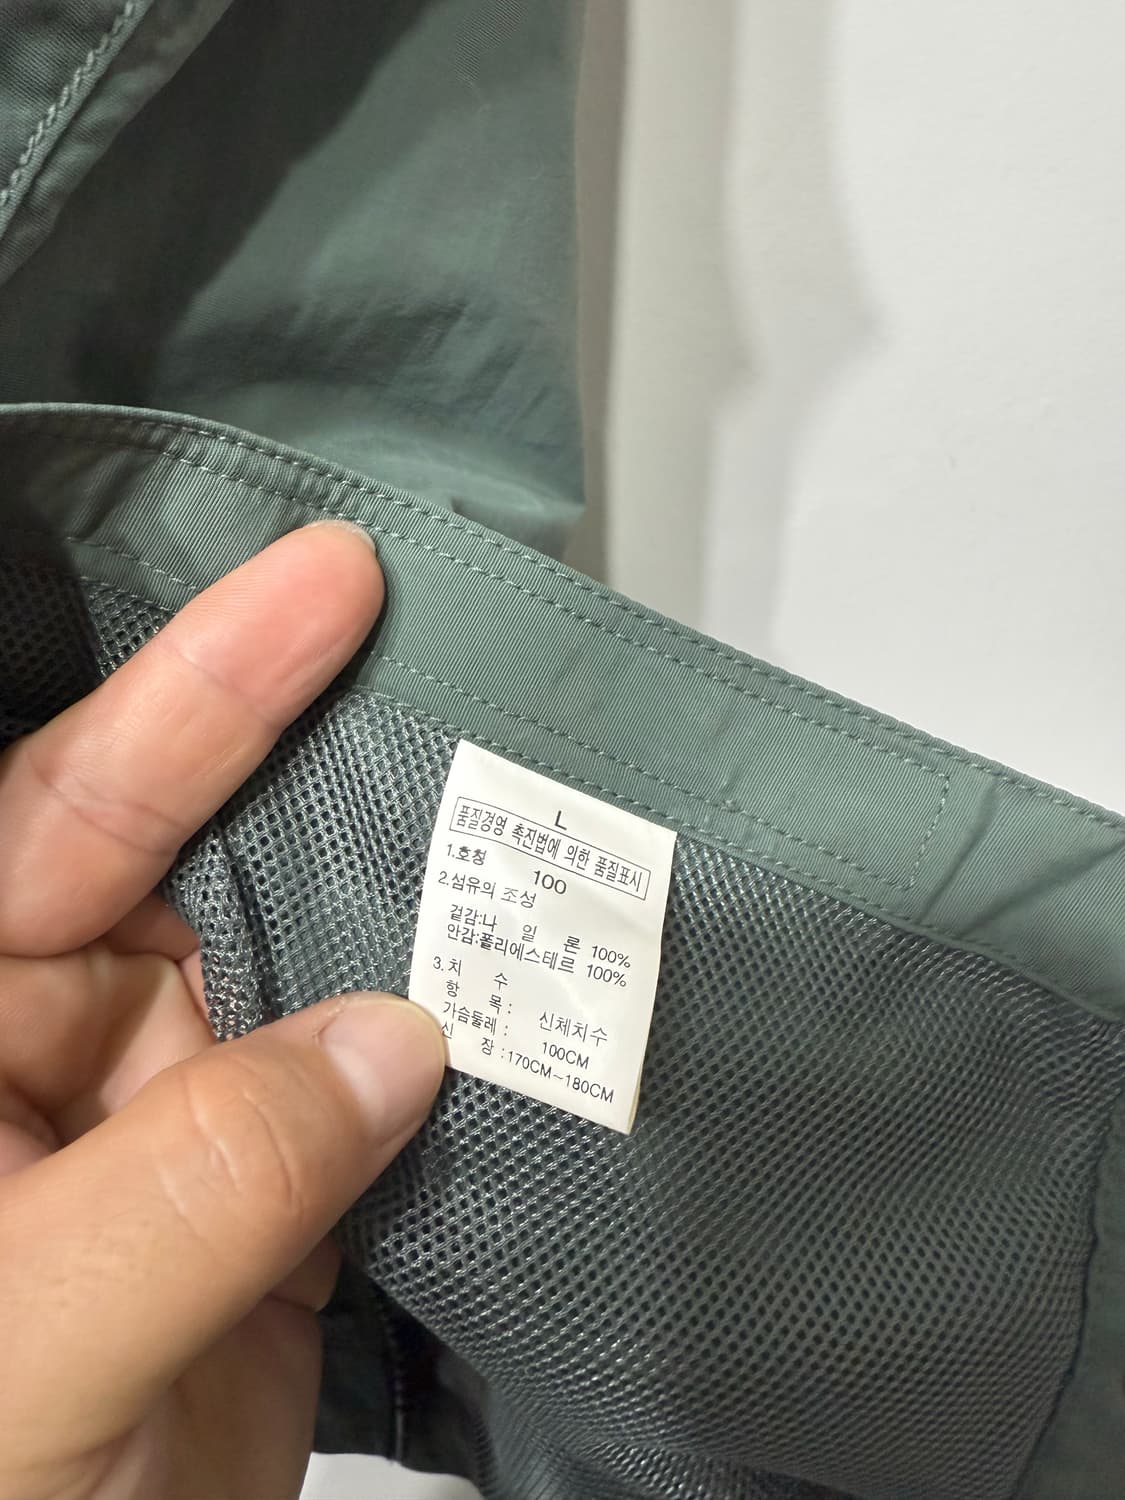 L
품질경영 촉진법에 의한 품질표시
1.호칭
100
2.섬유의 조성
겉감:나 일 론 100%
안감:폴리에스테르 100%
3.치 수
항 목 : 신체치수
가슴둘레 : 100CM
신 장 :170CM~180CM